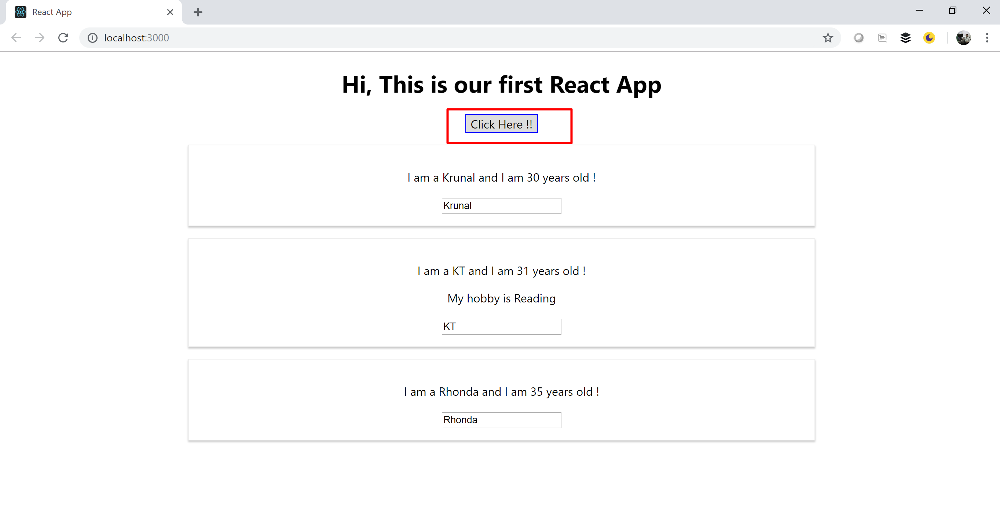 React App
localhost:3000
Hi, This is our first React App
Click Here !!
I am a Krunal and I am 30 years old !
Krunal
I am a KT and I am 31 years old !
My hobby is Reading
KT
I am a Rhonda and I am 35 years old !
Rhonda